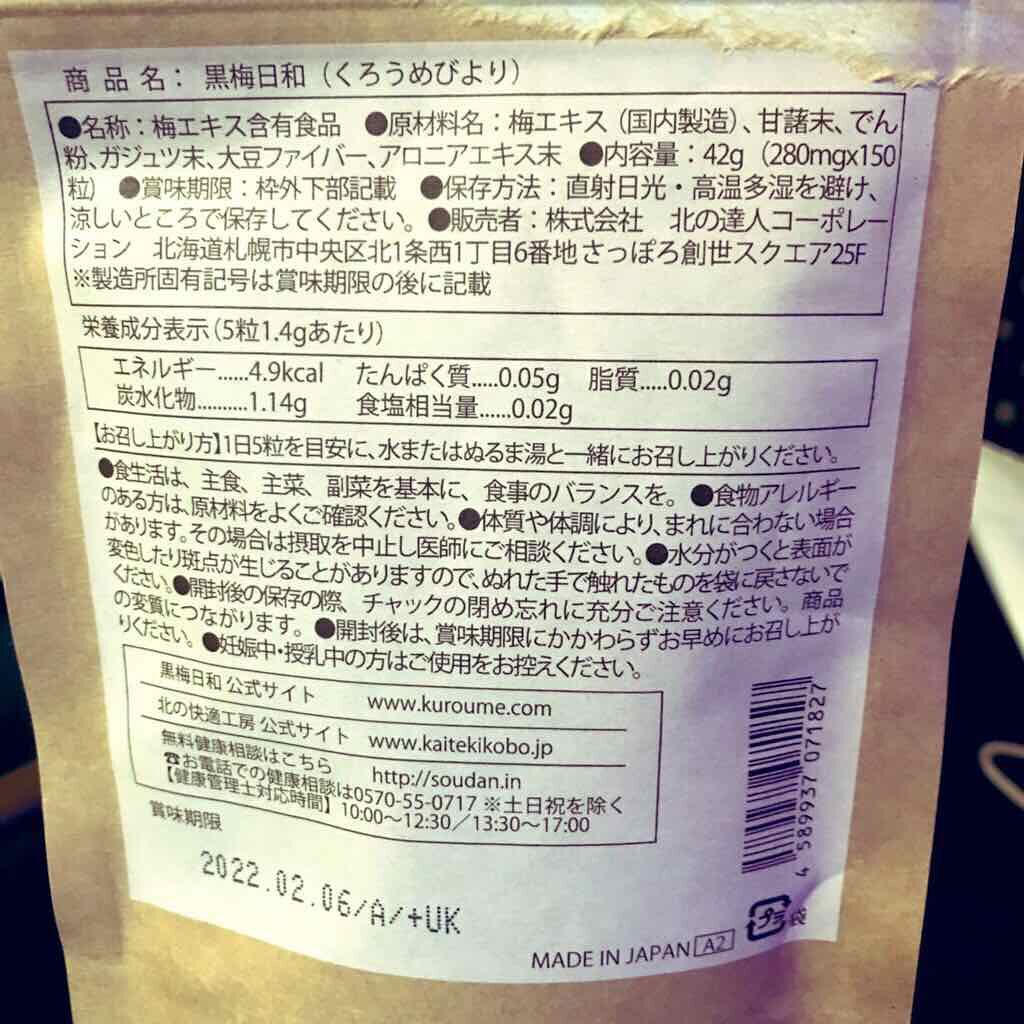 商品名：黒梅日和（くろうめびより）
●名称：梅エキス含有食品　●原材料名：梅エキス（国内製造）、甘藷末、でん
粉、ガジュツ末、大豆ファイバー、アロニアエキス末　●内容量：42g（280mgx150
粒）　●賞味期限：枠外下部記載　●保存方法：直射日光・高温多湿を避け、
涼しいところで保存してください。●販売者：株式会社　北の達人コーポレー
ション　北海道札幌市中央区北1条西1丁目6番地さっぽろ創世スクエア25F
※製造所固有記号は賞味期限の後に記載
栄養成分表示（5粒1.4gあたり）
エネルギー......4.9kcal　たんぱく質.....0.05g　脂質.....0.02g
炭水化物..........1.14g　食塩相当量......0.02g
【お召し上がり方】1日5粒を目安に、水またはぬるま湯と一緒にお召し上がりください。
●食生活は、主食、主菜、副菜を基本に、食事のバランスを。●食物アレルギー
のある方は、原材料をよくご確認ください。●体質や体調により、まれに合わない場合
があります。その場合は摂取を中止し医師にご相談ください。●水分がつくと表面が
変色したり斑点が生じることがありますので、ぬれた手で触れたものを袋に戻さないで
ください。●開封後の保存の際、チャックの閉め忘れに充分ご注意ください。商品
の変質につながります。●開封後は、賞味期限にかかわらずお早めにお召し上が
りください。●妊娠中・授乳中の方はご使用をお控えください。
黒梅日和 公式サイト　www.kuroume.com
北の快適工房 公式サイト　www.kaitekikobo.jp
無料健康相談はこちら　http://soudan.in
☎お電話での健康相談は0570-55-0717 ※土日祝を除く
【健康管理士対応時間】10:00～12:30／13:30～17:00
賞味期限
2022.02.06/A/+UK
4 589937 071827
プラ 袋
MADE IN JAPAN A2